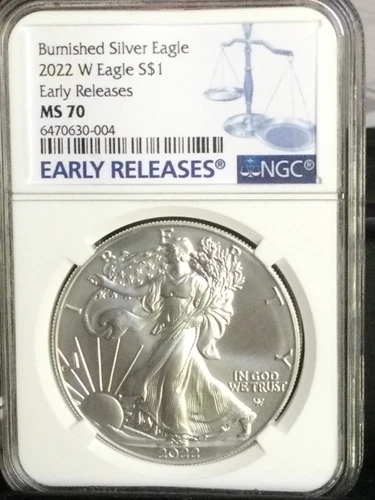 Burnished Silver Eagle
2022 W Eagle S$1
Early Releases
MS 70
6470630-004
EARLY RELEASES®
NGC®
LIBERTY
IN GOD
WE TRUST
2022